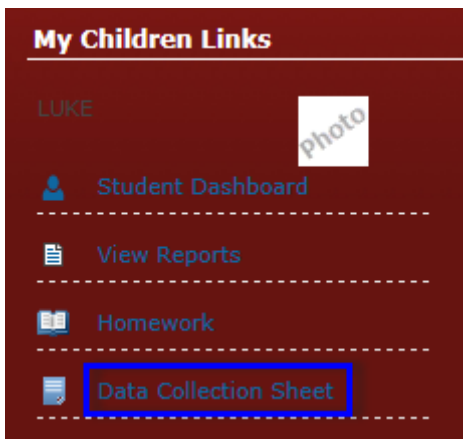 My Children Links
LUKE
photo
Student Dashboard
View Reports
Homework
Data Collection Sheet